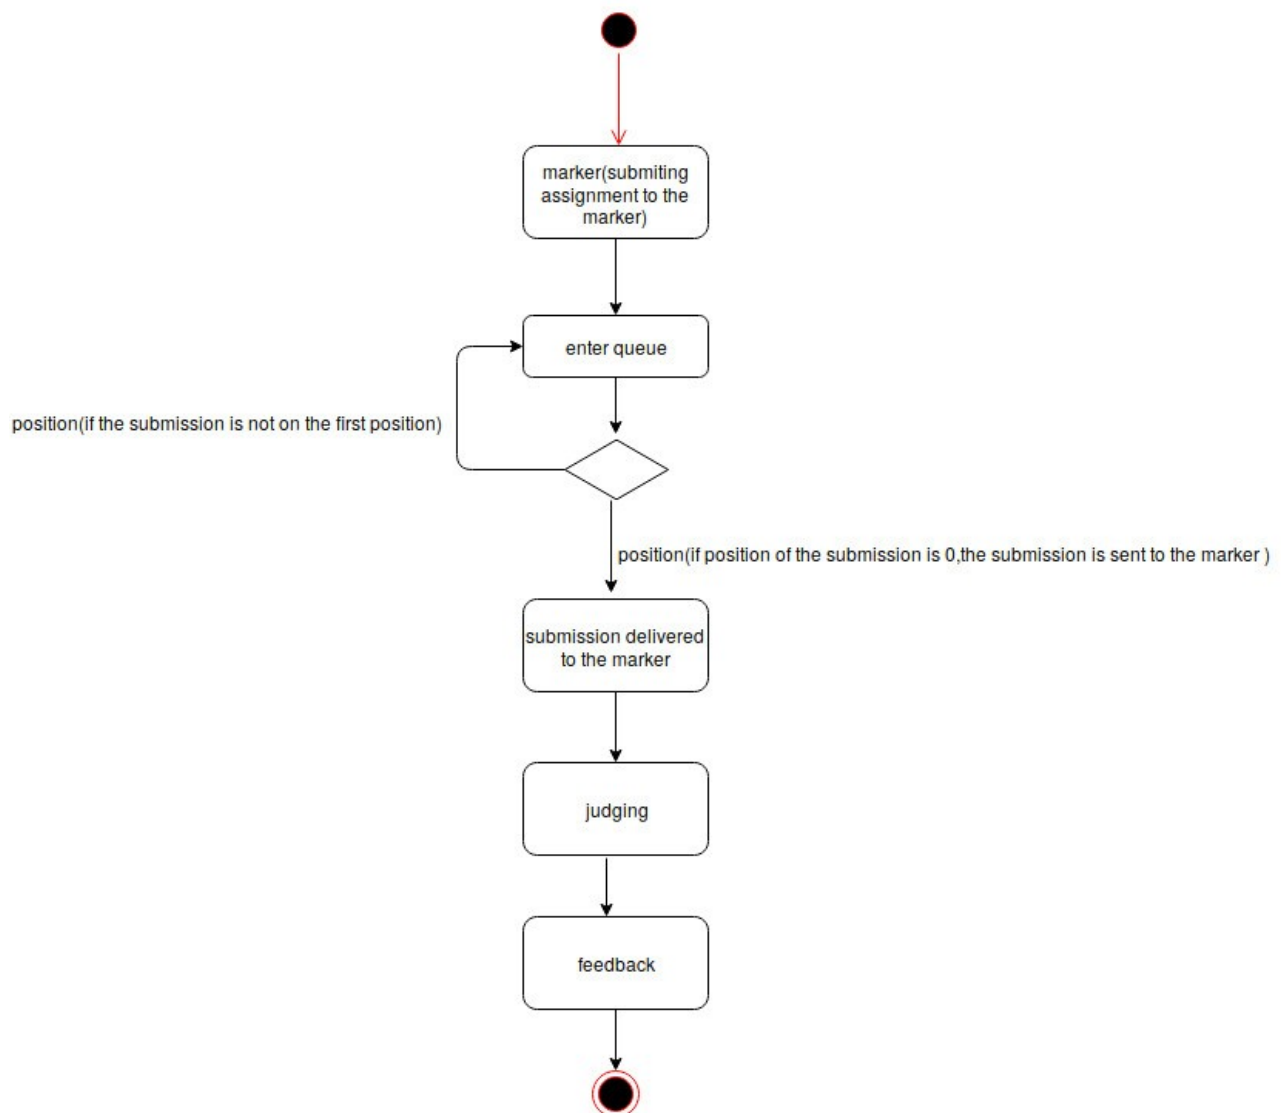 marker(submiting
assignment to the
marker)
enter queue
position(if the submission is not on the first position)
position(if position of the submission is 0,the submission is sent to the marker )
submission delivered
to the marker
judging
feedback